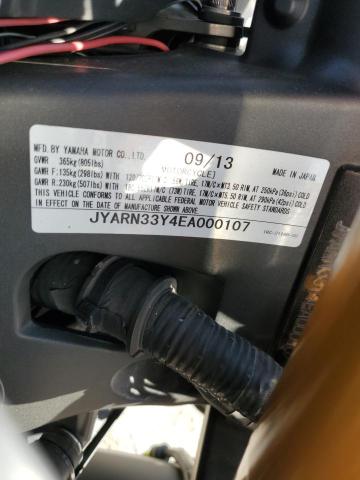 MFD. BY YAMAHA MOTOR CO., LTD. 09/13 MADE IN JAPAN
GVWR 365kg(805lbs) MOTORCYCLE]
GAWR F:135kg(298lbs)WITH TIRE, 17M/C×MT3.50 RIM, AT 250kPa(36psi)COLD
GAWR R:230kg(507lbs)WITH (73W)TIRE, 17M/C×MT5.50 RIM, AT 290kPa(42psi)COLD
THIS VEHICLE CONFORMS TO ALL APPLICABLE FEDERAL MOTOR VEHICLE SAFETY STANDARDS
IN EFFECT ON THE DATE OF MANUFACTURE SHOWN ABOVE.
JYARN33Y4EA000107